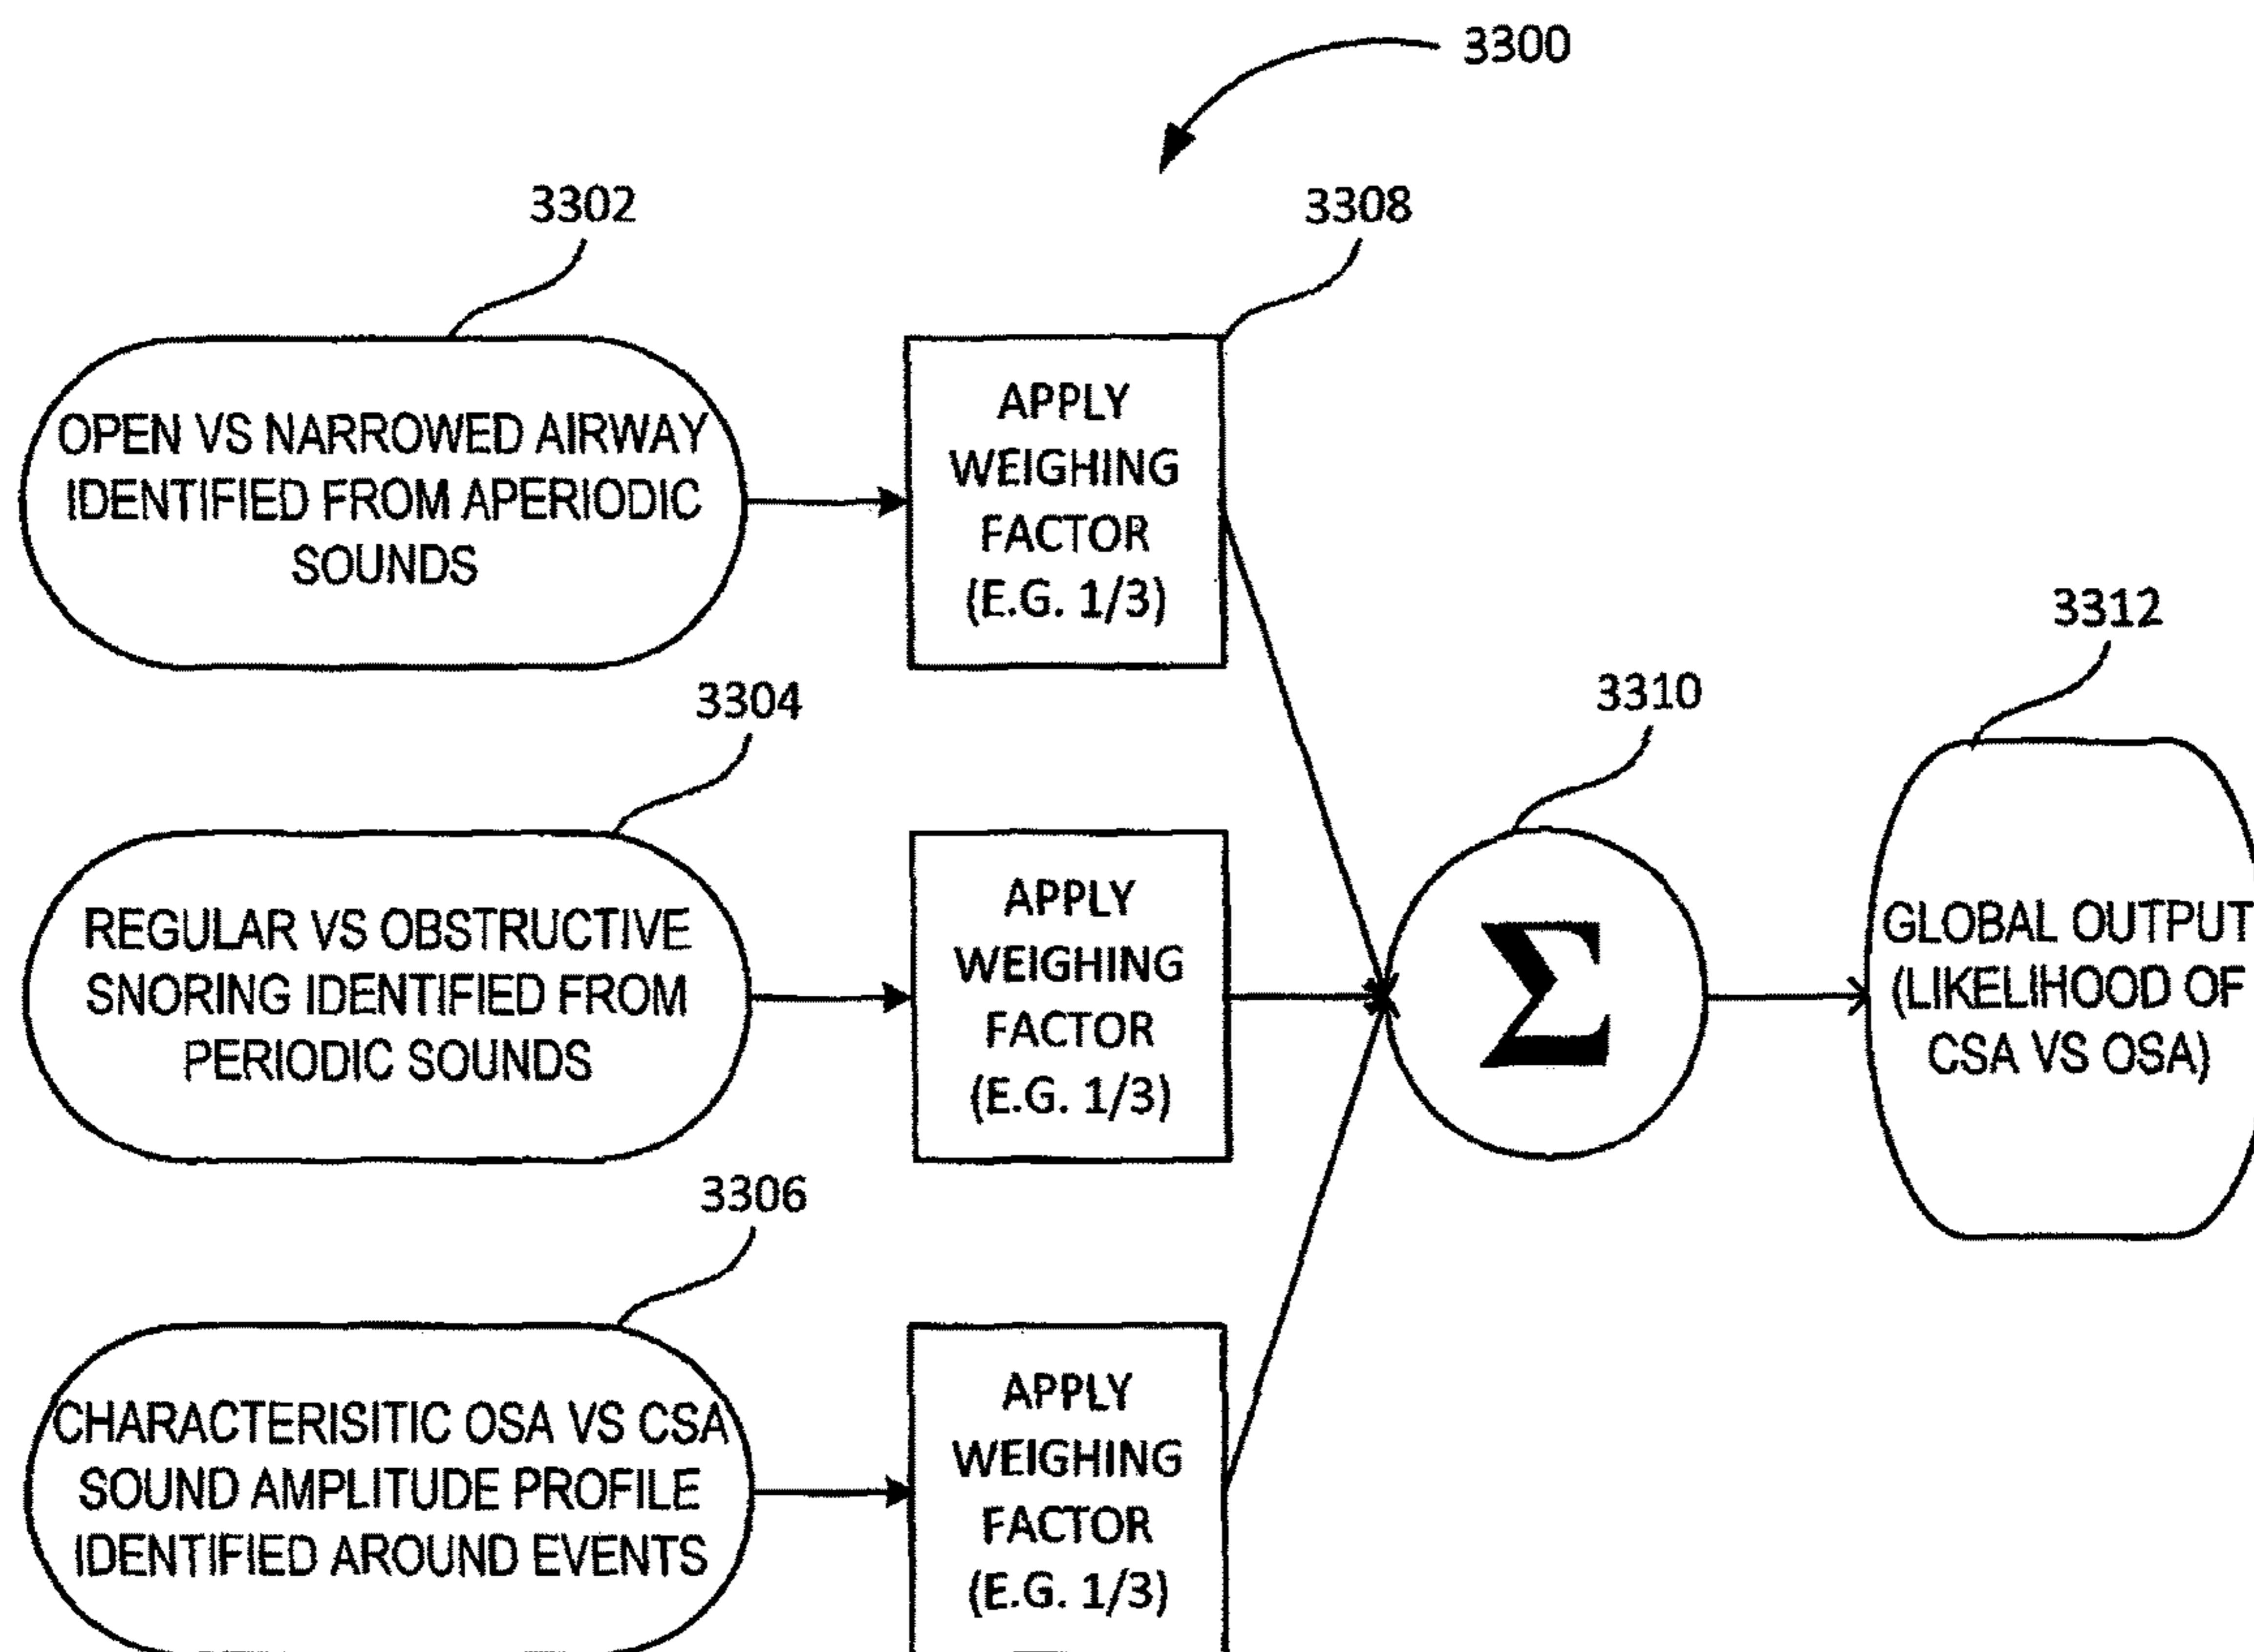 3300
3302
3308
OPEN VS NARROWED AIRWAY
IDENTIFIED FROM APERIODIC
SOUNDS
APPLY
WEIGHING
FACTOR
(E.G. 1/3)
3312
3304
3310
REGULAR VS OBSTRUCTIVE
SNORING IDENTIFIED FROM
PERIODIC SOUNDS
APPLY
WEIGHING
FACTOR
(E.G. 1/3)
Σ
GLOBAL OUTPUT
(LIKELIHOOD OF
CSA VS OSA)
3306
CHARACTERISITIC OSA VS CSA
SOUND AMPLITUDE PROFILE
IDENTIFIED AROUND EVENTS
APPLY
WEIGHING
FACTOR
(E.G. 1/3)